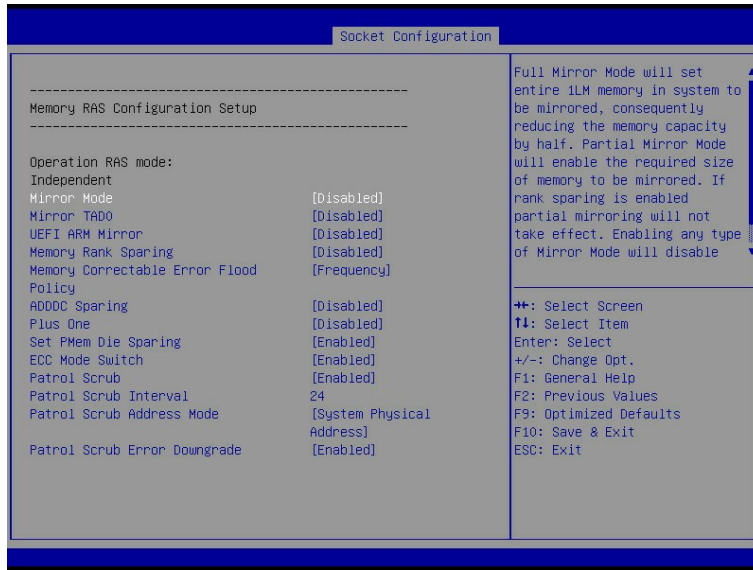 Socket Configuration
Memory RAS Configuration Setup
Operation RAS mode:
Independent
Mirror Mode [Disabled]
Mirror TAD0 [Disabled]
UEFI ARM Mirror [Disabled]
Memory Rank Sparing [Disabled]
Memory Correctable Error Flood [Frequency]
Policy
ADDDC Sparing [Disabled]
Plus One [Disabled]
Set PMem Die Sparing [Enabled]
ECC Mode Switch [Enabled]
Patrol Scrub [Enabled]
Patrol Scrub Interval 24
Patrol Scrub Address Mode [System Physical
Address]
Patrol Scrub Error Downgrade [Enabled]
Full Mirror Mode will set
entire 1LM memory in system to
be mirrored, consequently
reducing the memory capacity
by half. Partial Mirror Mode
will enable the required size
of memory to be mirrored. If
rank sparing is enabled
partial mirroring will not
take effect. Enabling any type
of Mirror Mode will disable
→←: Select Screen
↑↓: Select Item
Enter: Select
+/-: Change Opt.
F1: General Help
F2: Previous Values
F9: Optimized Defaults
F10: Save & Exit
ESC: Exit